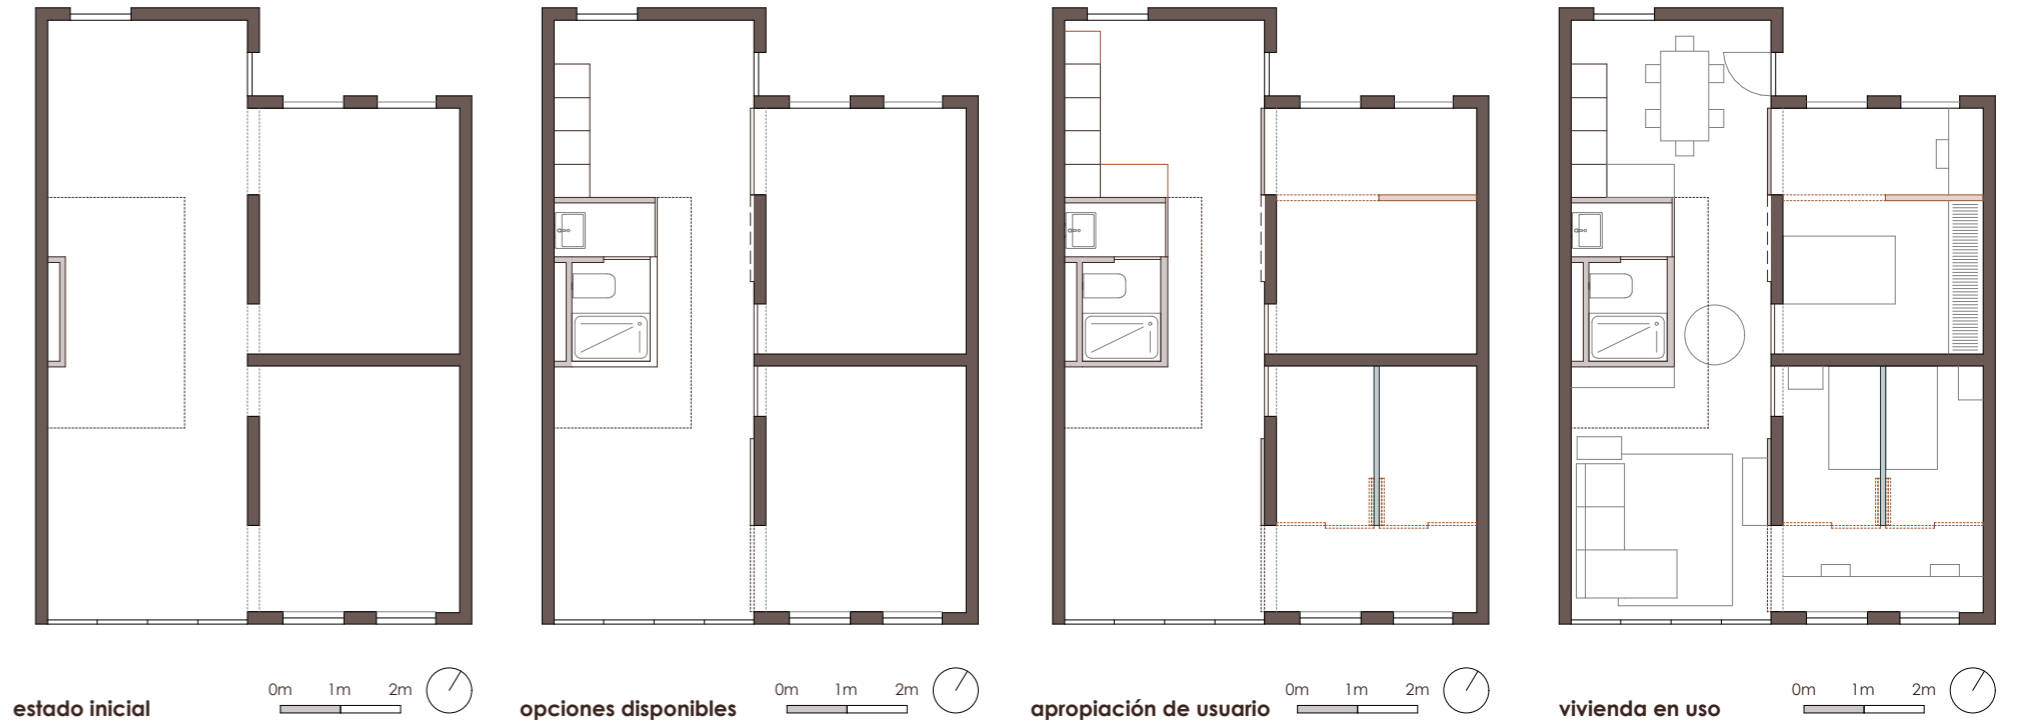 0m 1m 2m
estado inicial
0m 1m 2m
opciones disponibles
0m 1m 2m
apropiación de usuario
0m 1m 2m
vivienda en uso